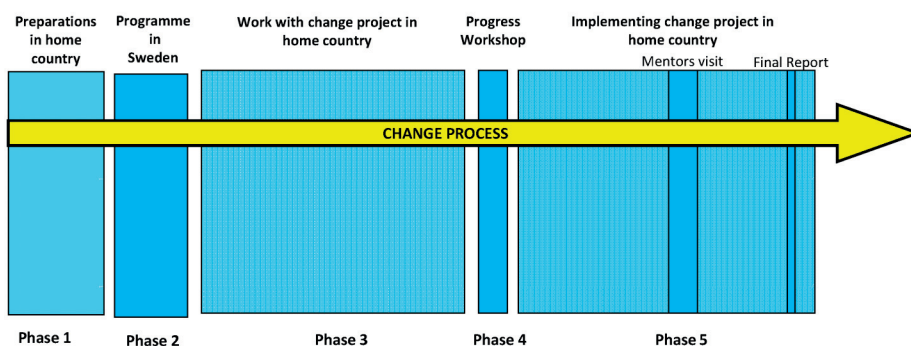 Preparations
in home
country
Programme
in
Sweden
Work with change project in
home country
Progress
Workshop
Implementing change project in
home country
Mentors visit
Final Report
CHANGE PROCESS
Phase 1
Phase 2
Phase 3
Phase 4
Phase 5